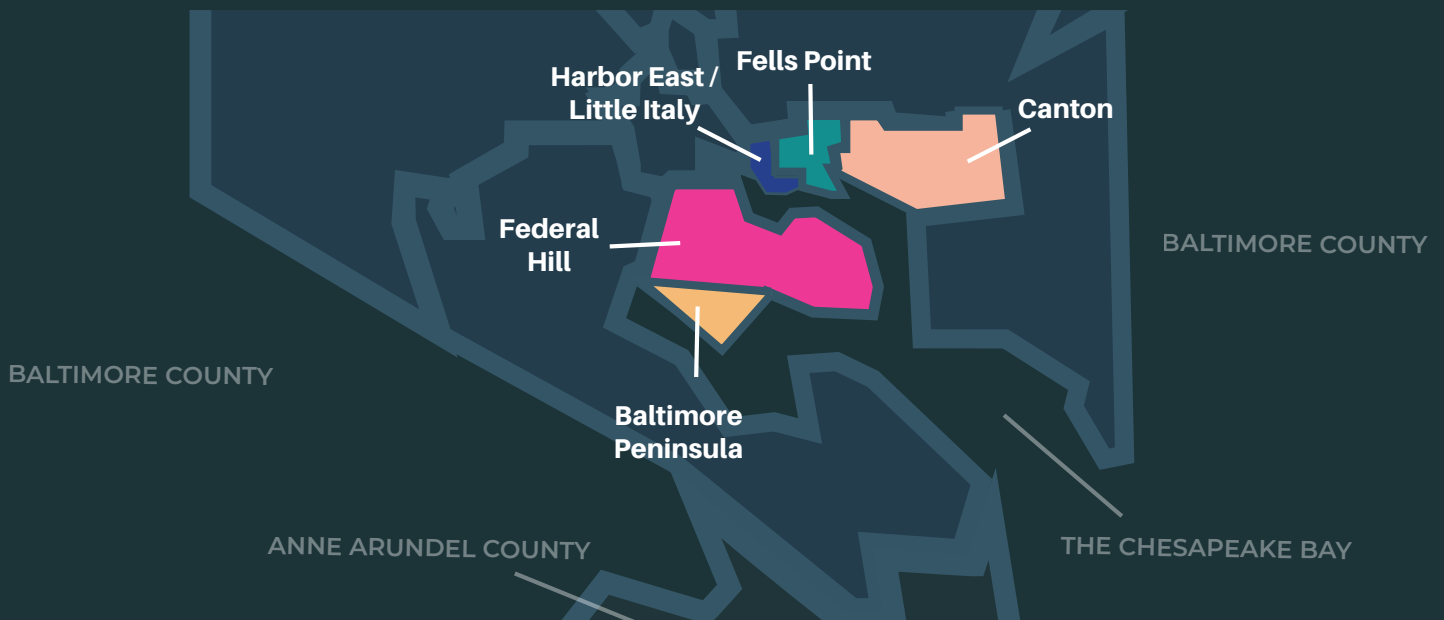 Fells Point
Harbor East /
Little Italy
Canton
Federal
Hill
BALTIMORE COUNTY
BALTIMORE COUNTY
Baltimore
Peninsula
ANNE ARUNDEL COUNTY
THE CHESAPEAKE BAY